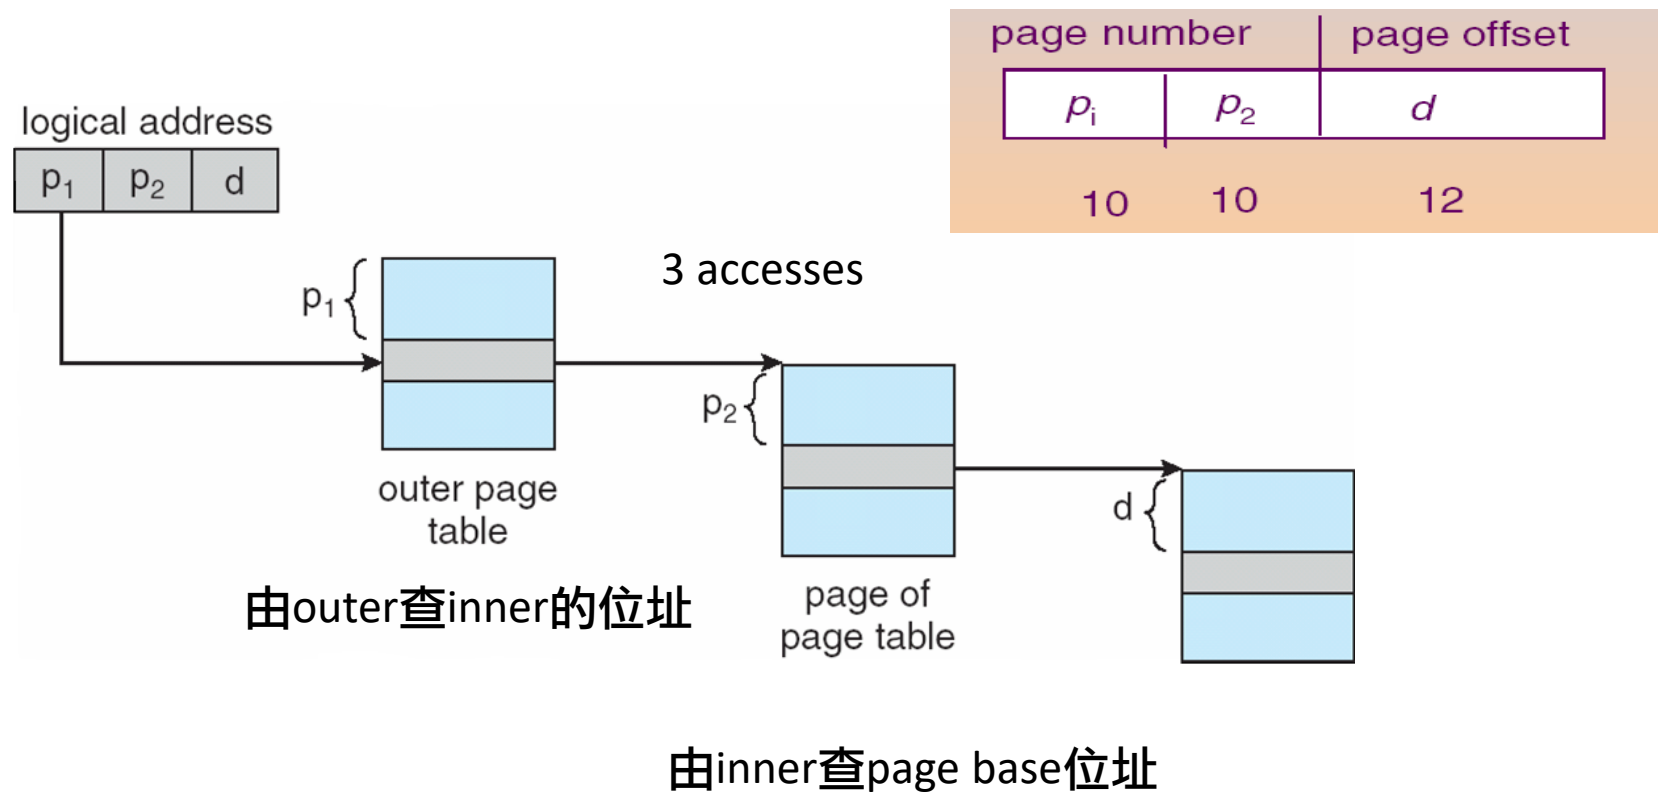 page number page offset
pᵢ p₂ d
10 10 12
logical address
p₁ p₂ d
3 accesses
p₁
outer page
table
由outer查inner的位址
p₂
page of
page table
d
由inner查page base位址